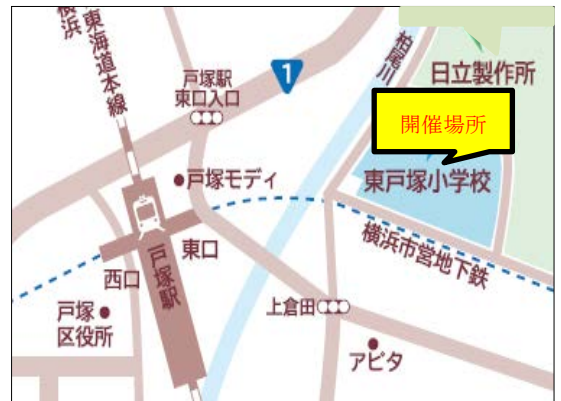 東海道本線
横浜
戸塚駅
東口入口
1
柏尾川
日立製作所
開催場所
東戸塚小学校
●戸塚モディ
東口
西口
戸塚駅
横浜市営地下鉄
戸塚●
区役所
上倉田
アピタ